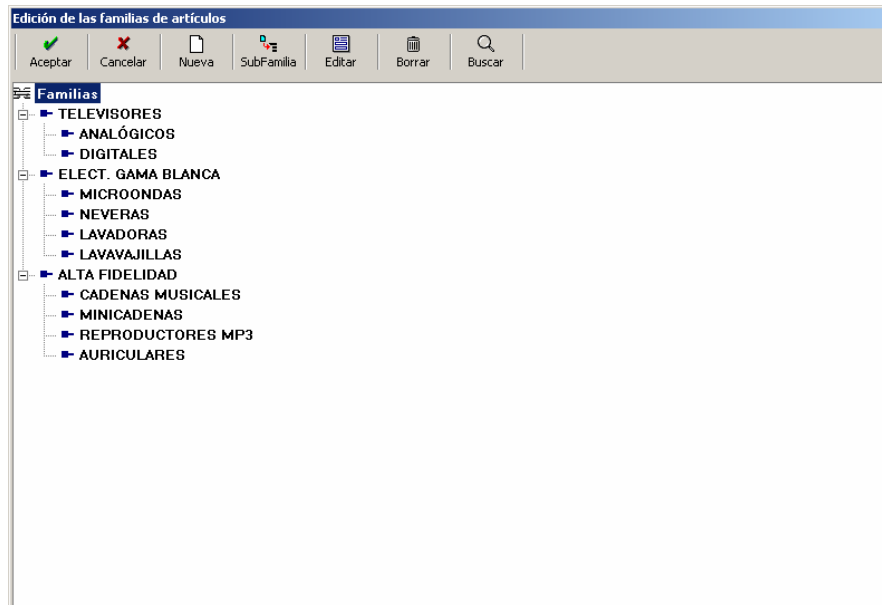 Edición de las familias de artículos
Aceptar Cancelar Nueva SubFamilia Editar Borrar Buscar
Familias
TELEVISORES
ANALÓGICOS
DIGITALES
ELECT. GAMA BLANCA
MICROONDAS
NEVERAS
LAVADORAS
LAVAVAJILLAS
ALTA FIDELIDAD
CADENAS MUSICALES
MINICADENAS
REPRODUCTORES MP3
AURICULARES